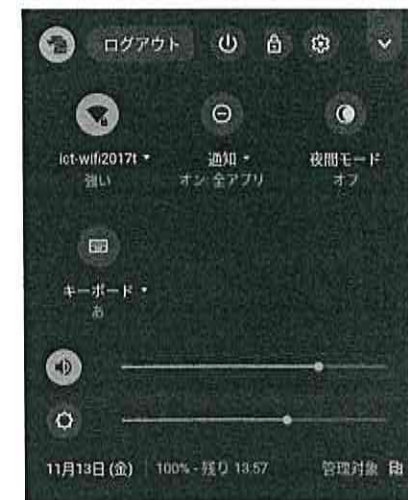 ログアウト
ict-wifi2017t
強い
通知
オン 全アプリ
夜間モード
オフ
キーボード
あ
11月13日 (金) | 100% - 残り 13:57 管理対象